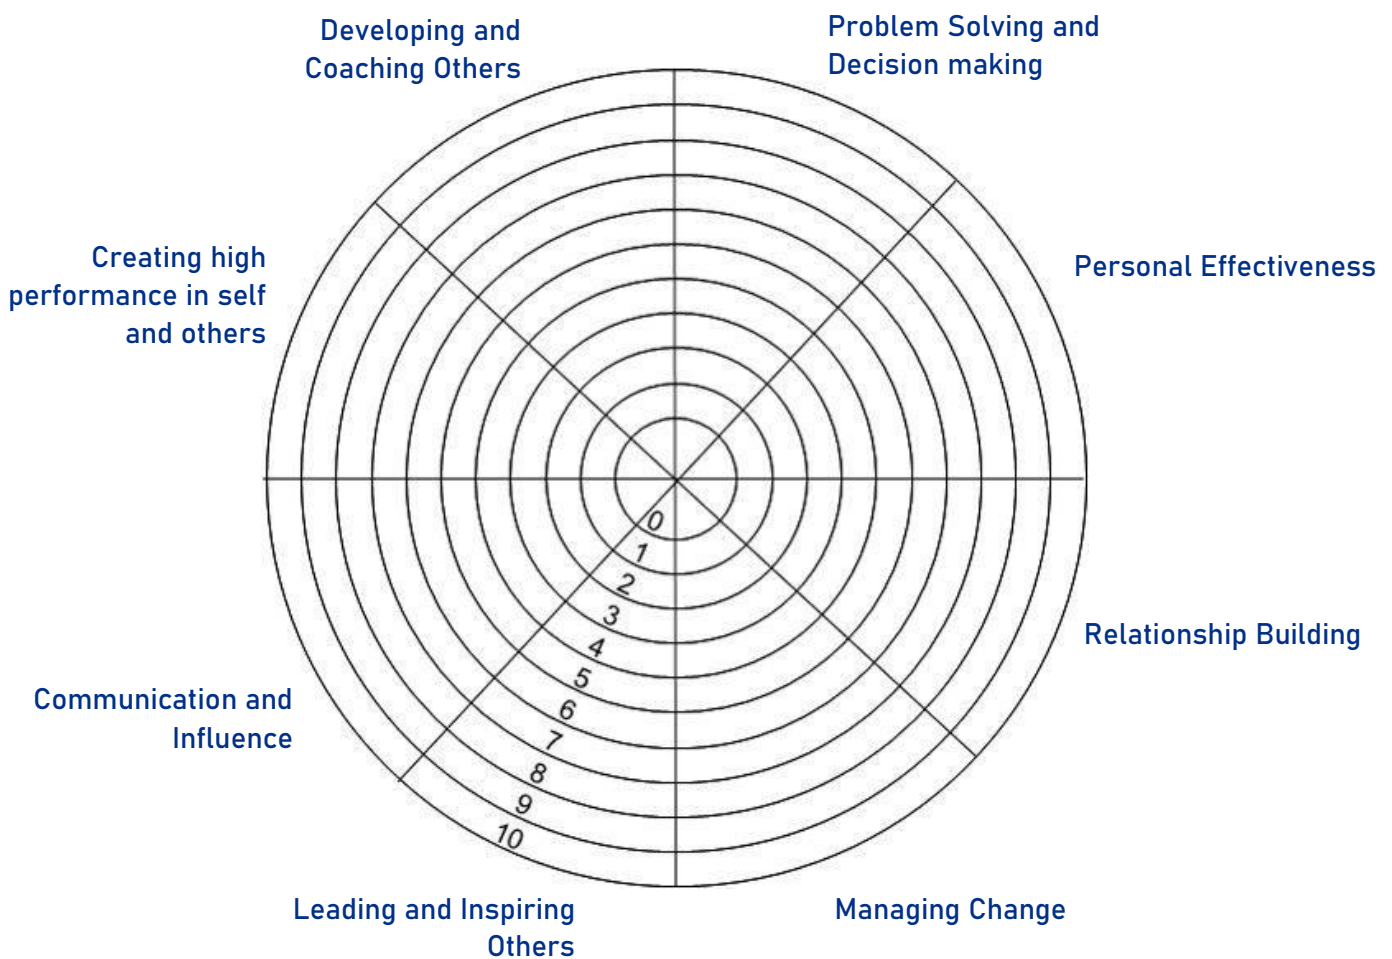 Developing and
Coaching Others
Problem Solving and
Decision making
Creating high
performance in self
and others
Personal Effectiveness
0
1
2
3
4
5
6
7
8
9
10
Relationship Building
Communication and
Influence
Leading and Inspiring
Others
Managing Change